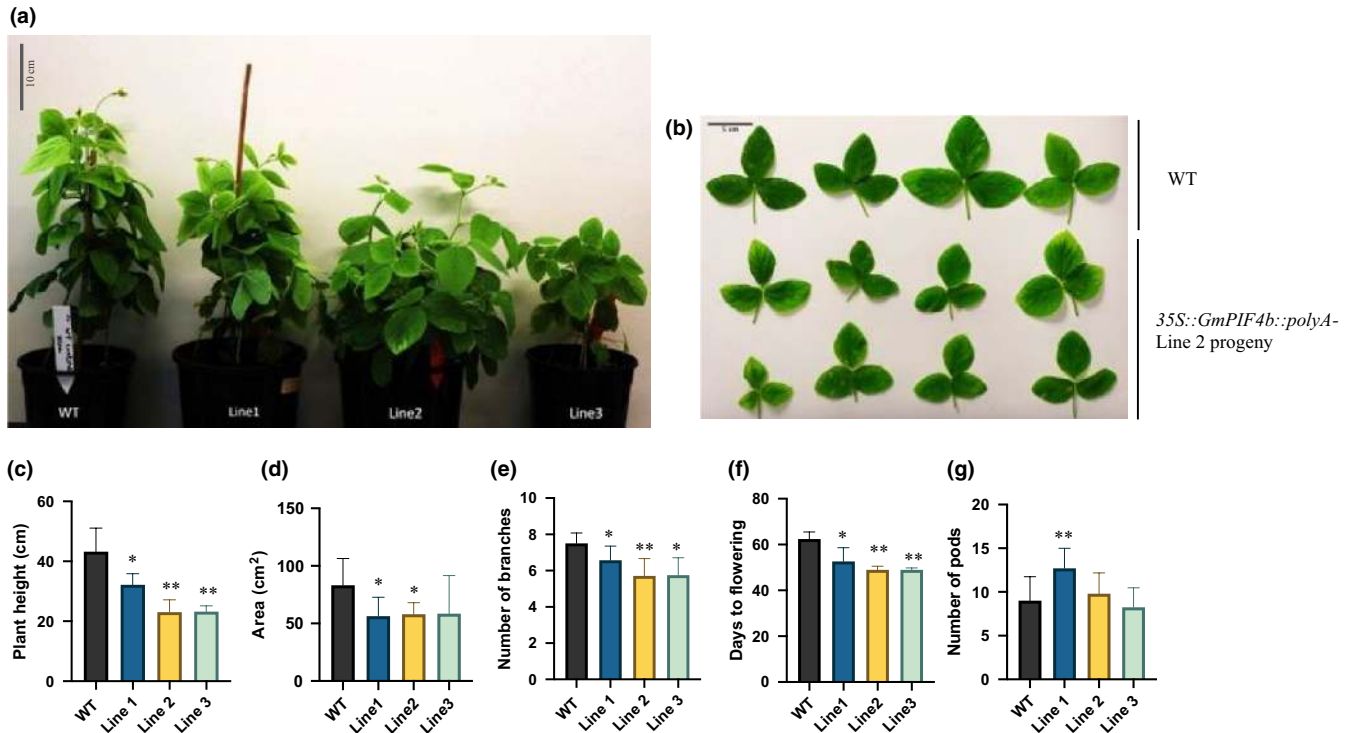 (a)
10 cm
WT
Line1
Line2
Line3
(b)
5 cm
WT
35S::GmPIF4b::polyA-
Line 2 progeny
(c)
Plant height (cm)
60
40
20
0
*
**
**
WT
Line 1
Line 2
Line 3
(d)
Area (cm²)
150
100
50
0
*
*
WT
Line1
Line2
Line 3
(e)
Number of branches
10
8
6
4
2
0
*
**
*
WT
Line 1
Line 2
Line 3
(f)
Days to flowering
80
60
40
20
0
*
**
**
WT
Line1
Line 2
Line3
(g)
Number of pods
20
15
10
5
0
**
WT
Line 1
Line 2
Line 3